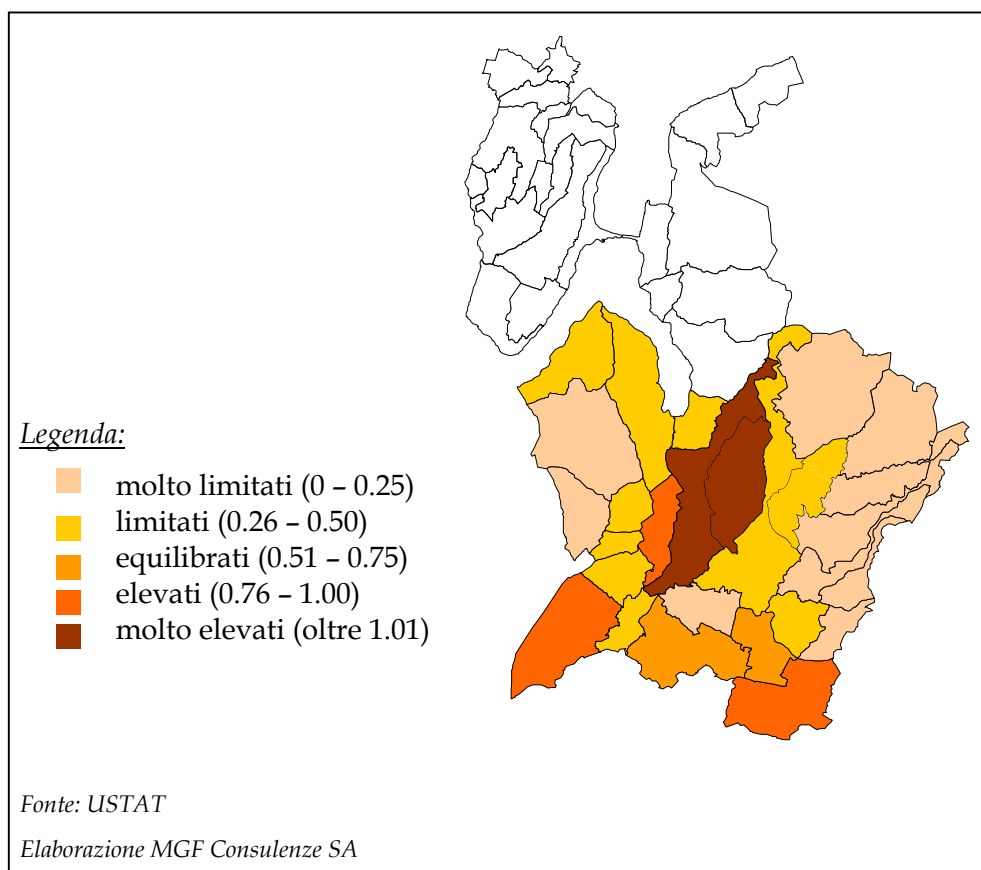 Legenda:
molto limitati (0 – 0.25)
limitati (0.26 – 0.50)
equilibrati (0.51 – 0.75)
elevati (0.76 – 1.00)
molto elevati (oltre 1.01)
Fonte: USTAT
Elaborazione MGF Consulenze SA